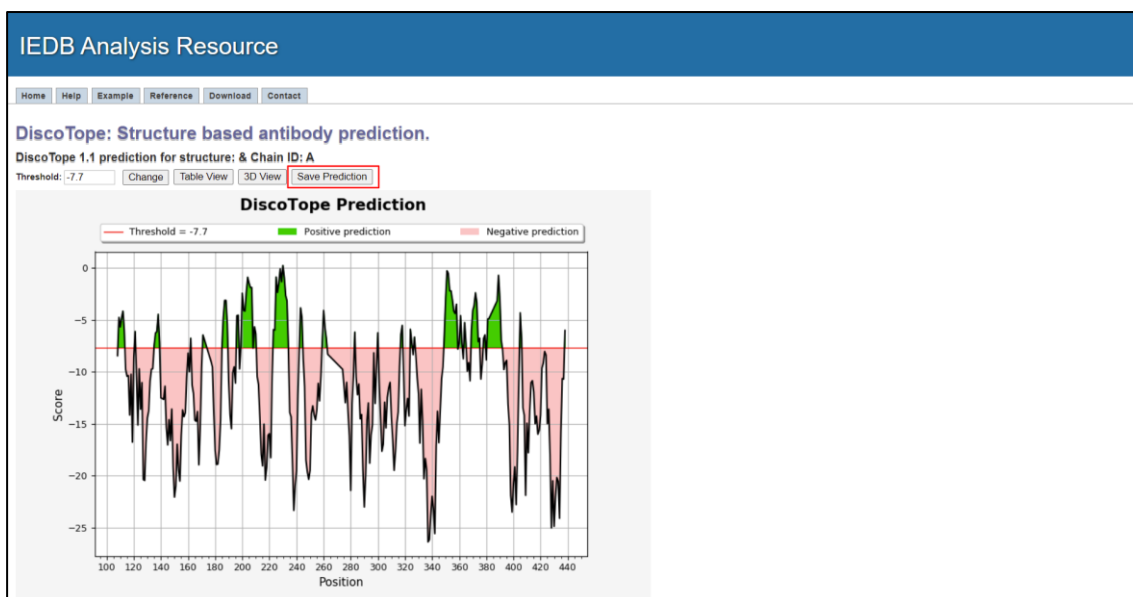 IEDB Analysis Resource
Home Help Example Reference Download Contact
DiscoTope: Structure based antibody prediction.
DiscoTope 1.1 prediction for structure: & Chain ID: A
Threshold: -7.7 Change Table View 3D View Save Prediction
DiscoTope Prediction
Threshold = -7.7 Positive prediction Negative prediction
0
−5
−10
−15
−20
−25
Score
100 120 140 160 180 200 220 240 260 280 300 320 340 360 380 400 420 440
Position